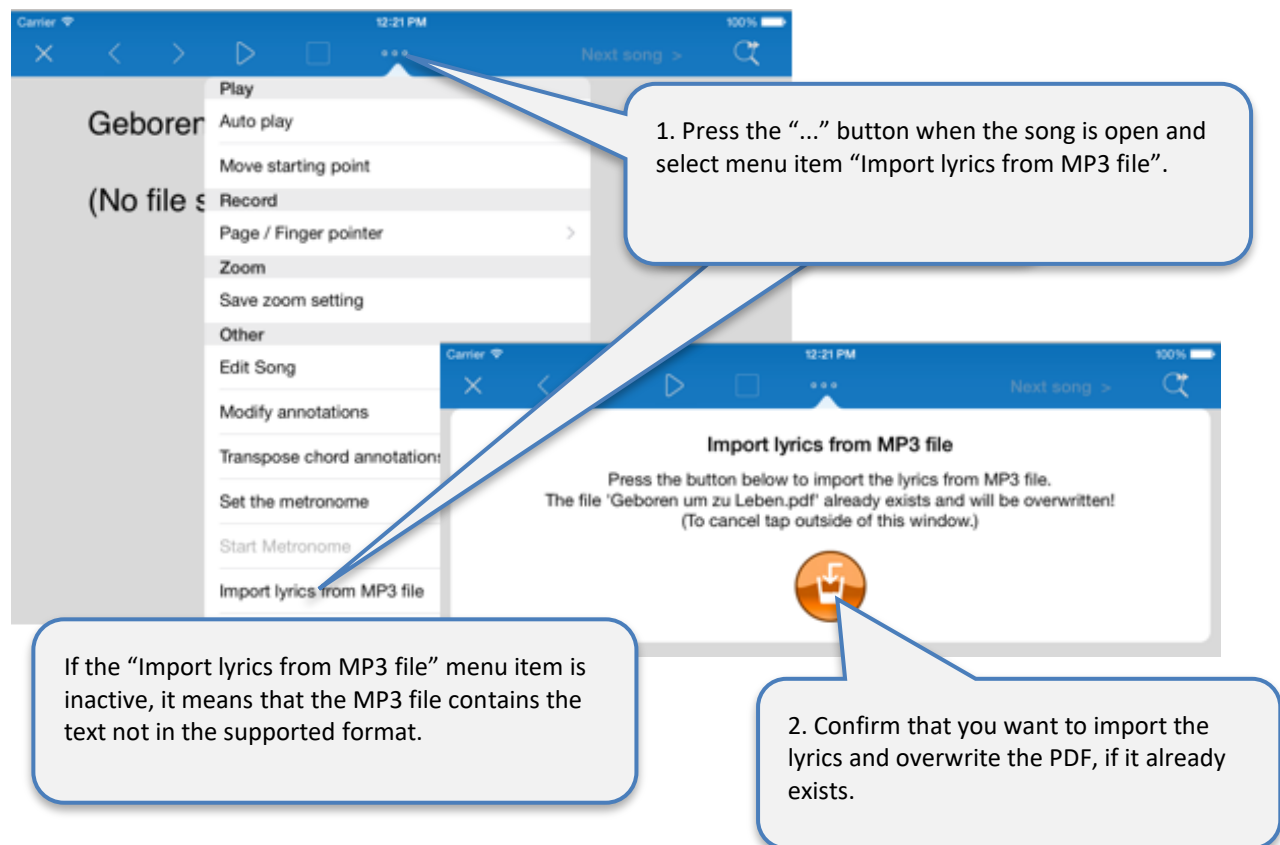 Carrier 12:21 PM 100%
Next song >
Play
Geboren
Auto play
1. Press the “...” button when the song is open and
select menu item “Import lyrics from MP3 file”.
Move starting point
(No file s
Record
Page / Finger pointer >
Zoom
Save zoom setting
Other
Edit Song
Modify annotations
Transpose chord annotations
Set the metronome
Start Metronome
Import lyrics from MP3 file
Carrier 12:21 PM 100%
Next song >
Import lyrics from MP3 file
Press the button below to import the lyrics from MP3 file.
The file 'Geboren um zu Leben.pdf' already exists and will be overwritten!
(To cancel tap outside of this window.)
If the “Import lyrics from MP3 file” menu item is
inactive, it means that the MP3 file contains the
text not in the supported format.
2. Confirm that you want to import the
lyrics and overwrite the PDF, if it already
exists.